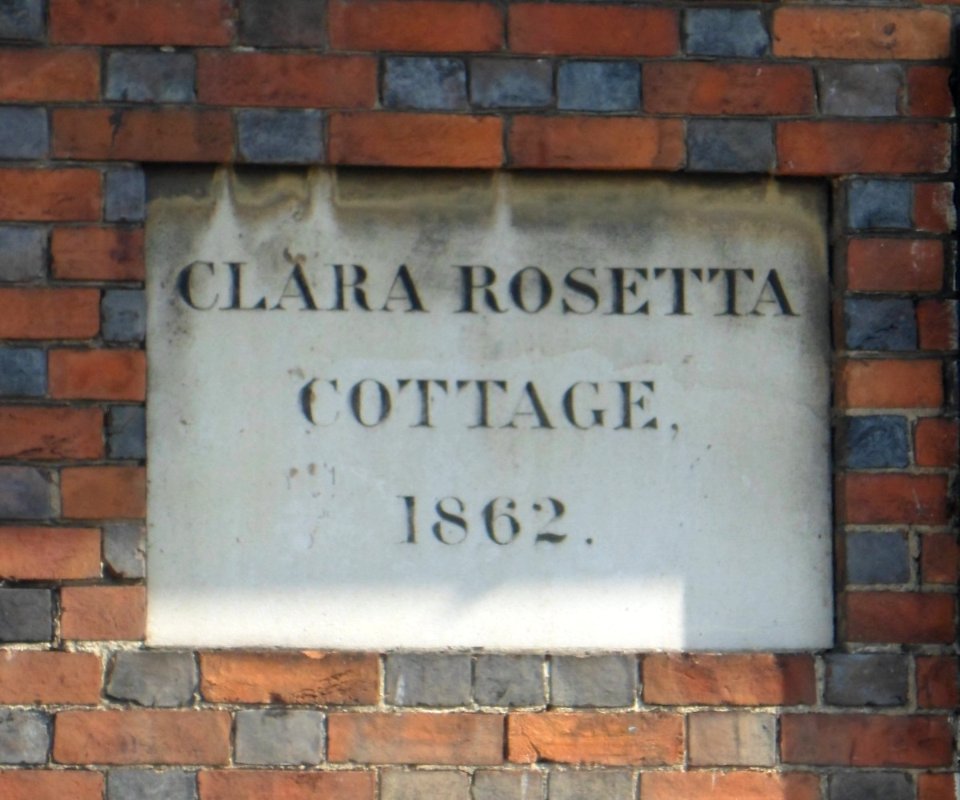 CLARA ROSETTA
COTTAGE,
1862.